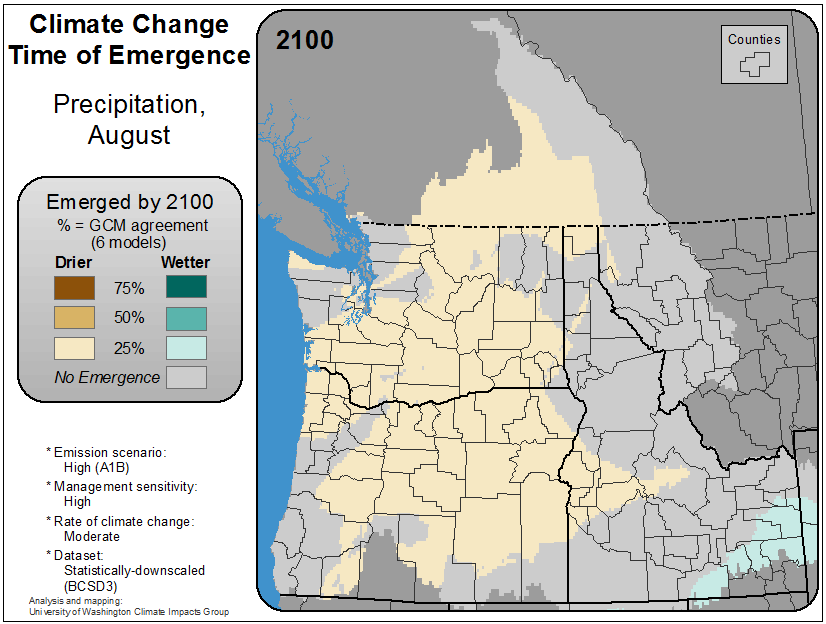 Climate Change
Time of Emergence
Precipitation,
August
Emerged by 2100
% = GCM agreement
(6 models)
Drier Wetter
75%
50%
25%
No Emergence
* Emission scenario:
High (A1B)
* Management sensitivity:
High
* Rate of climate change:
Moderate
* Dataset:
Statistically-downscaled
(BCSD3)
Analysis and mapping:
University of Washington Climate Impacts Group
2100
Counties